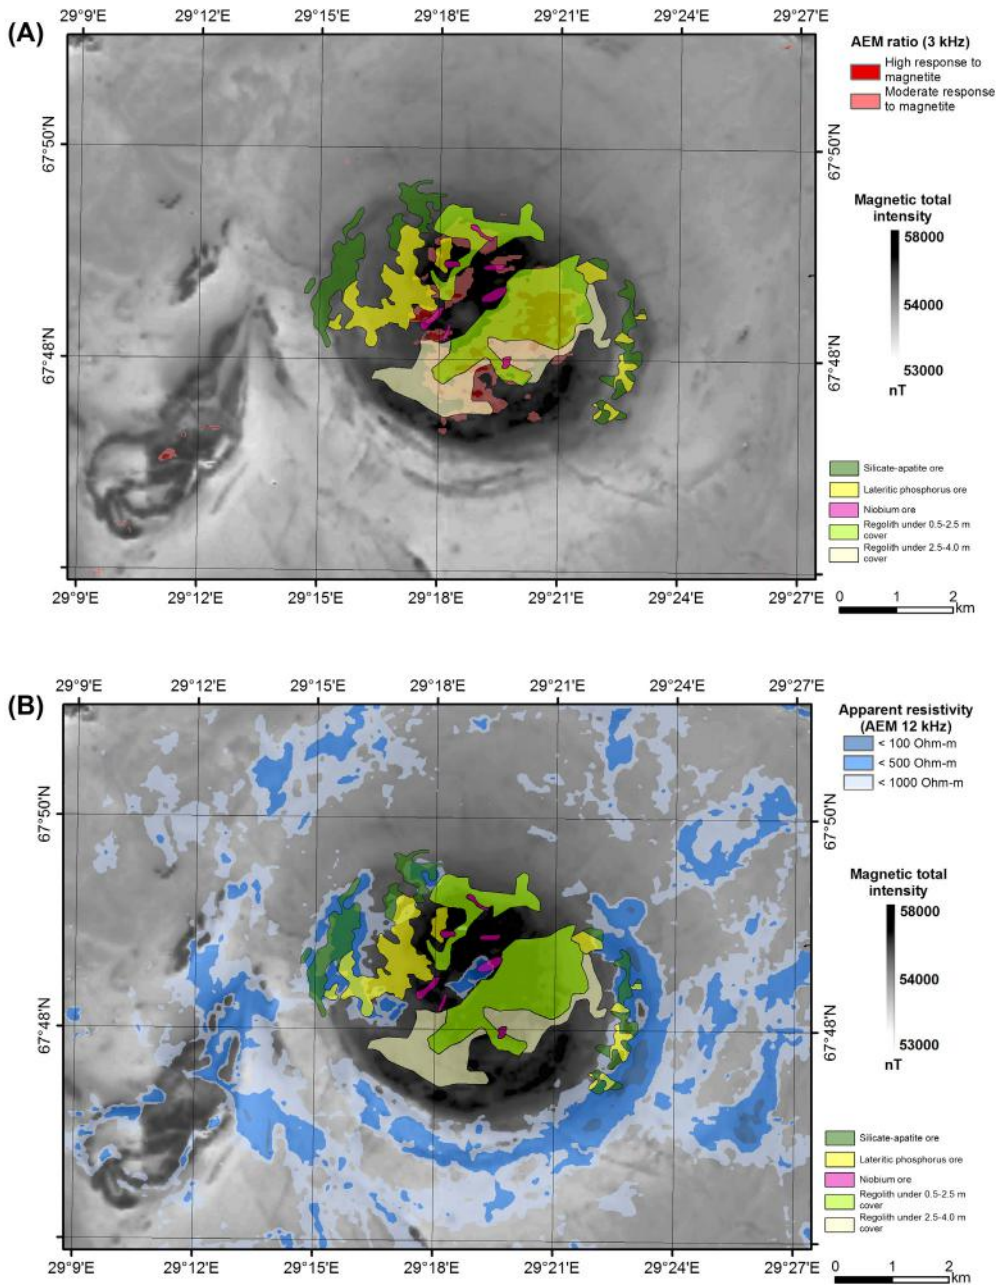 29°9'E 29°12'E 29°15'E 29°18'E 29°21'E 29°24'E 29°27'E
(A)
AEM ratio (3 kHz)
High response to
magnetite
Moderate response
to magnetite
67°50'N 67°50'N
Magnetic total
intensity
58000
54000
53000
nT
67°48'N 67°48'N
Silicate-apatite ore
Lateritic phosphorus ore
Niobium ore
Regolith under 0.5-2.5 m
cover
Regolith under 2.5-4.0 m
cover
29°9'E 29°12'E 29°15'E 29°18'E 29°21'E 29°24'E 29°27'E
0 1 2
km
29°9'E 29°12'E 29°15'E 29°18'E 29°21'E 29°24'E 29°27'E
(B)
Apparent resistivity
(AEM 12 kHz)
< 100 Ohm-m
< 500 Ohm-m
< 1000 Ohm-m
67°50'N 67°50'N
Magnetic total
intensity
58000
54000
53000
nT
67°48'N 67°48'N
Silicate-apatite ore
Lateritic phosphorus ore
Niobium ore
Regolith under 0.5-2.5 m
cover
Regolith under 2.5-4.0 m
cover
29°9'E 29°12'E 29°15'E 29°18'E 29°21'E 29°24'E 29°27'E
0 1 2
km